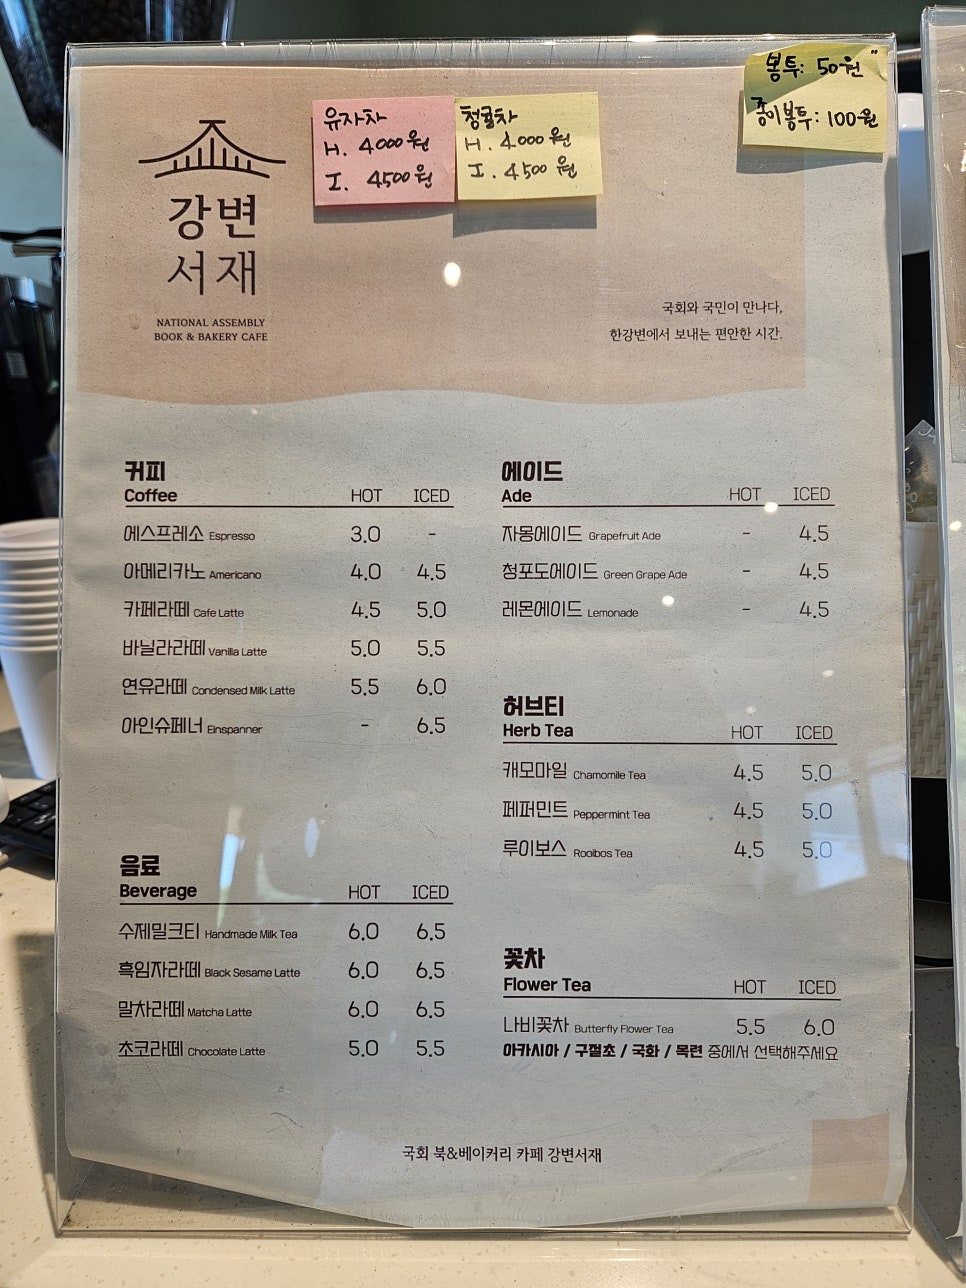 유자차
H. 4000원
I. 4500원
청귤차
H. 4.000원
I. 4500원
봉투: 50원"
종이봉투: 100원
강변
서재
NATIONAL ASSEMBLY
BOOK & BAKERY CAFE
국회와 국민이 만나다,
한강변에서 보내는 편안한 시간.
커피
Coffee HOT ICED
에스프레소 Espresso 3.0 -
아메리카노 Americano 4.0 4.5
카페라떼 Cafe Latte 4.5 5.0
바닐라라떼 Vanilla Latte 5.0 5.5
연유라떼 Condensed Milk Latte 5.5 6.0
아인슈페너 Einspanner - 6.5
음료
Beverage HOT ICED
수제밀크티 Handmade Milk Tea 6.0 6.5
흑임자라떼 Black Sesame Latte 6.0 6.5
말차라떼 Matcha Latte 6.0 6.5
초코라떼 Chocolate Latte 5.0 5.5
에이드
Ade HOT ICED
자몽에이드 Grapefruit Ade - 4.5
청포도에이드 Green Grape Ade - 4.5
레몬에이드 Lemonade - 4.5
허브티
Herb Tea HOT ICED
캐모마일 Chamomile Tea 4.5 5.0
페퍼민트 Peppermint Tea 4.5 5.0
루이보스 Rooibos Tea 4.5 5.0
꽃차
Flower Tea HOT ICED
나비꽃차 Butterfly Flower Tea 5.5 6.0
아카시아 / 구절초 / 국화 / 목련 중에서 선택해주세요
국회 북&베이커리 카페 강변서재